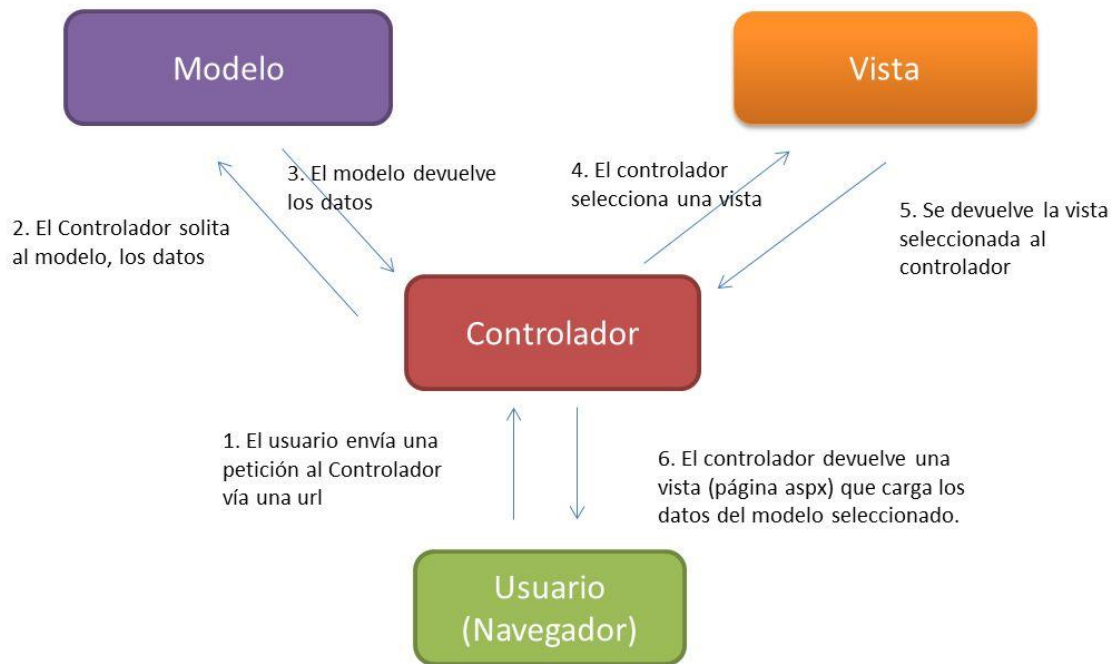 Modelo
Vista
3. El modelo devuelve
los datos
4. El controlador
selecciona una vista
2. El Controlador solita
al modelo, los datos
5. Se devuelve la vista
seleccionada al
controlador
Controlador
1. El usuario envía una
petición al Controlador
vía una url
6. El controlador devuelve una
vista (página aspx) que carga los
datos del modelo seleccionado.
Usuario
(Navegador)